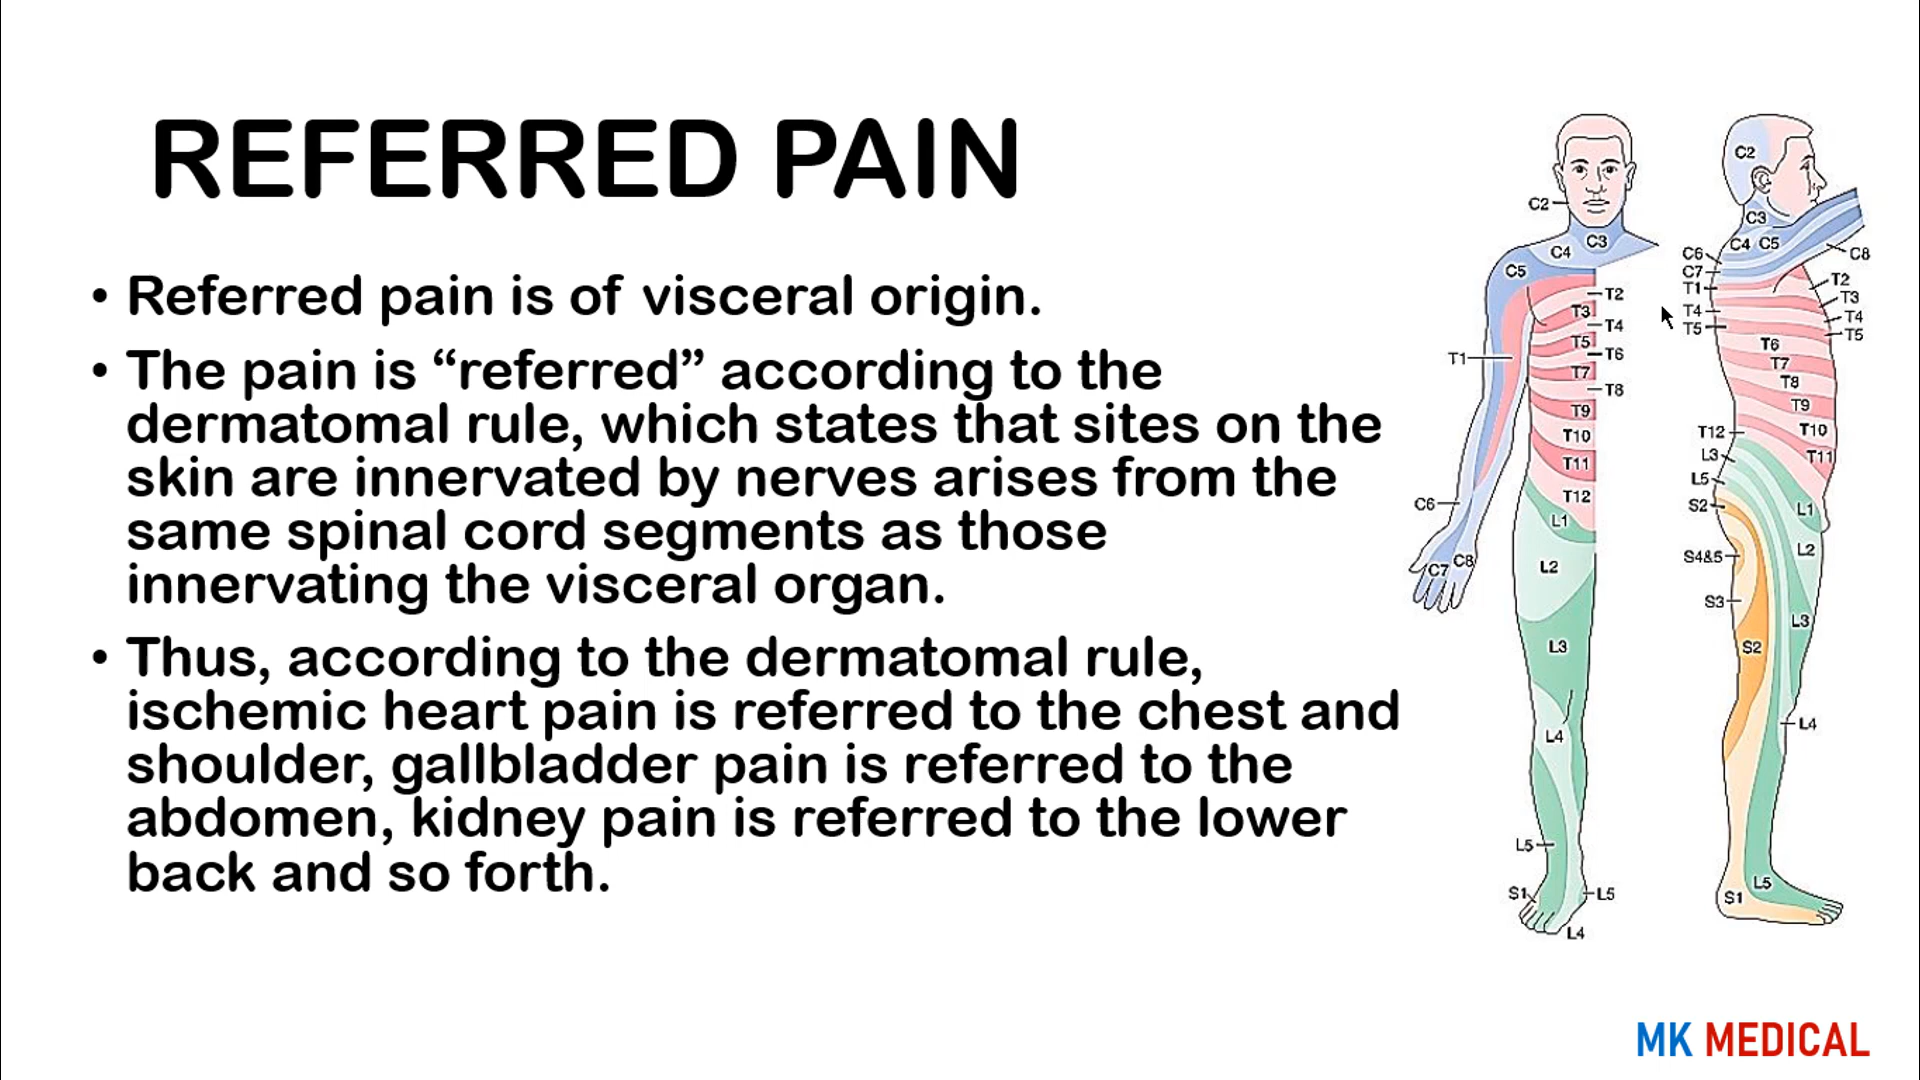 REFERRED PAIN
• Referred pain is of visceral origin.
• The pain is “referred” according to the
dermatomal rule, which states that sites on the
skin are innervated by nerves arises from the
same spinal cord segments as those
innervating the visceral organ.
• Thus, according to the dermatomal rule,
ischemic heart pain is referred to the chest and
shoulder, gallbladder pain is referred to the
abdomen, kidney pain is referred to the lower
back and so forth.
C2
C3
C4
C5
T2
T3
T4
T5
T6
T7
T8
T1
T9
T10
T11
T12
C6
L1
C8
C7
L2
L3
L4
L5
S1
L5
L4
C2
C3
C4 C5
C6
C8
C7
T1
T2
T3
T4
T4
T5
T5
T6
T7
T8
T9
T10
T12
T11
L3
L5
S2
L1
L2
S4&5
S3
L3
S2
L4
L5
S1
MK MEDICAL